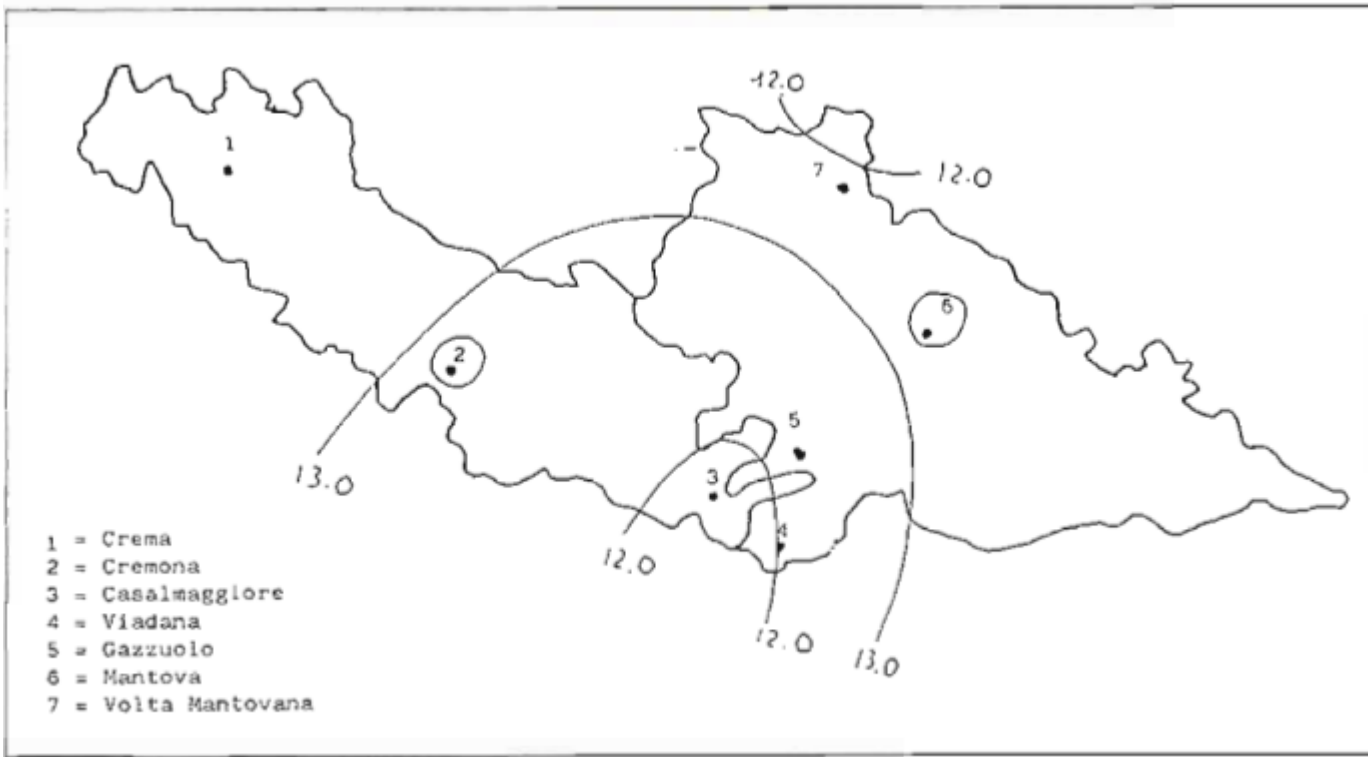 12.0
1
7
12.0
6
2
5
13.0
3
4
12.0
12.0
13.0
1 = Crema
2 = Cremona
3 = Casalmaggiore
4 = Viadana
5 = Gazzuolo
6 = Mantova
7 = Volta Mantovana